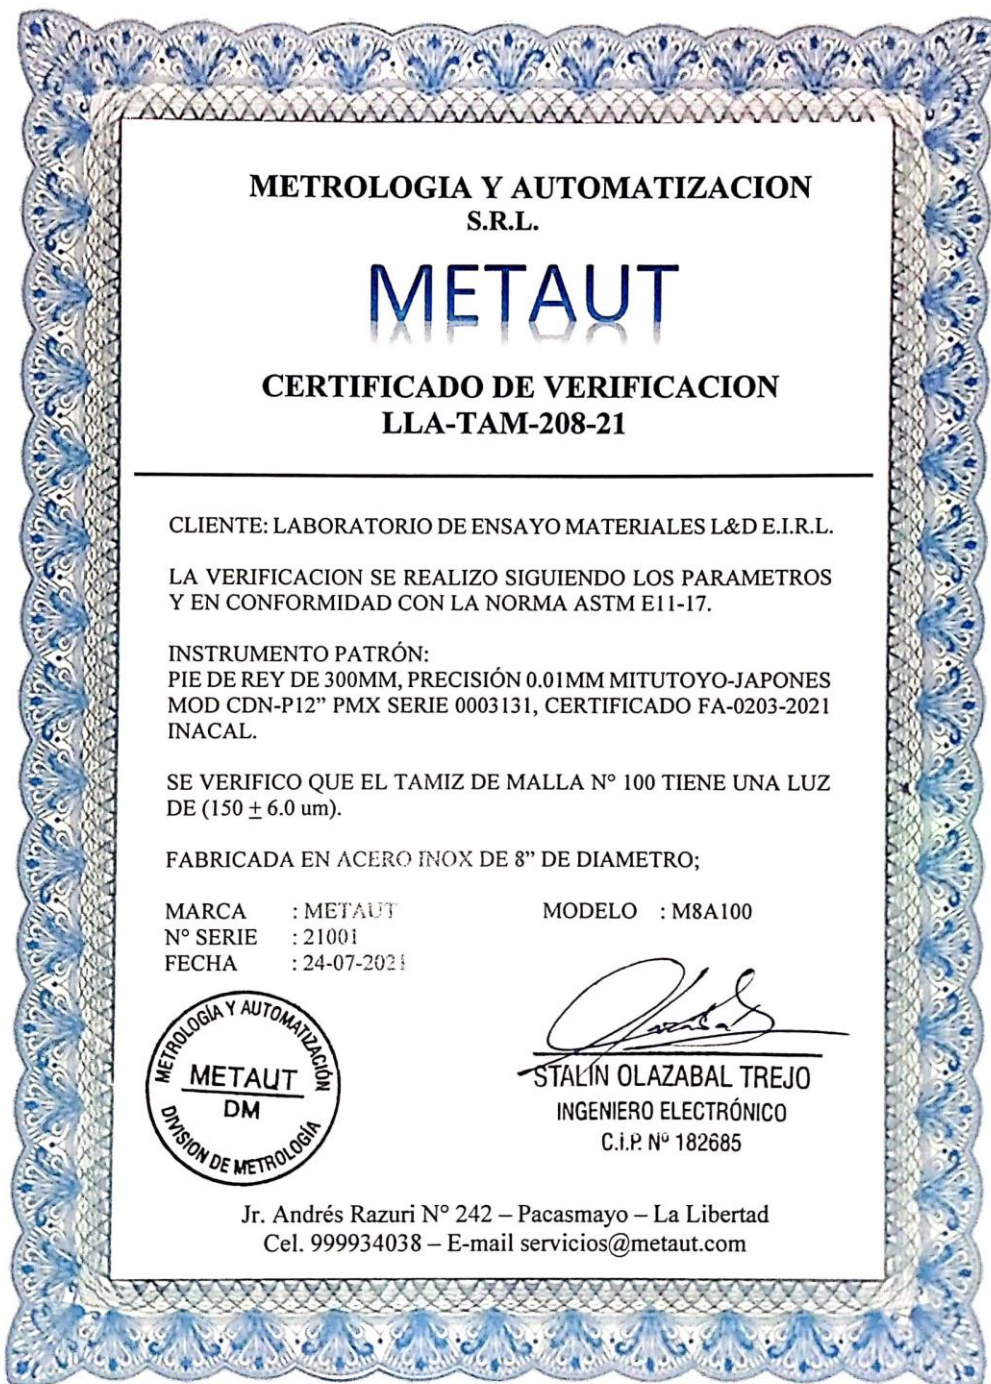 METROLOGIA Y AUTOMATIZACION
S.R.L.
METAUT
CERTIFICADO DE VERIFICACION
LLA-TAM-208-21
CLIENTE: LABORATORIO DE ENSAYO MATERIALES L&D E.I.R.L.
LA VERIFICACION SE REALIZO SIGUIENDO LOS PARAMETROS
Y EN CONFORMIDAD CON LA NORMA ASTM E11-17.
INSTRUMENTO PATRÓN:
PIE DE REY DE 300MM, PRECISIÓN 0.01MM MITUTOYO-JAPONES
MOD CDN-P12” PMX SERIE 0003131, CERTIFICADO FA-0203-2021
INACAL.
SE VERIFICO QUE EL TAMIZ DE MALLA N° 100 TIENE UNA LUZ
DE (150 ± 6.0 um).
FABRICADA EN ACERO INOX DE 8” DE DIAMETRO;
MARCA : METAUT MODELO : M8A100
N° SERIE : 21001
FECHA : 24-07-2021
METROLOGÍA Y AUTOMATIZACIÓN
METAUT
DM
DIVISION DE METROLOGÍA
STALIN OLAZABAL TREJO
INGENIERO ELECTRÓNICO
C.I.P. Nº 182685
Jr. Andrés Razuri N° 242 – Pacasmayo – La Libertad
Cel. 999934038 – E-mail servicios@metaut.com